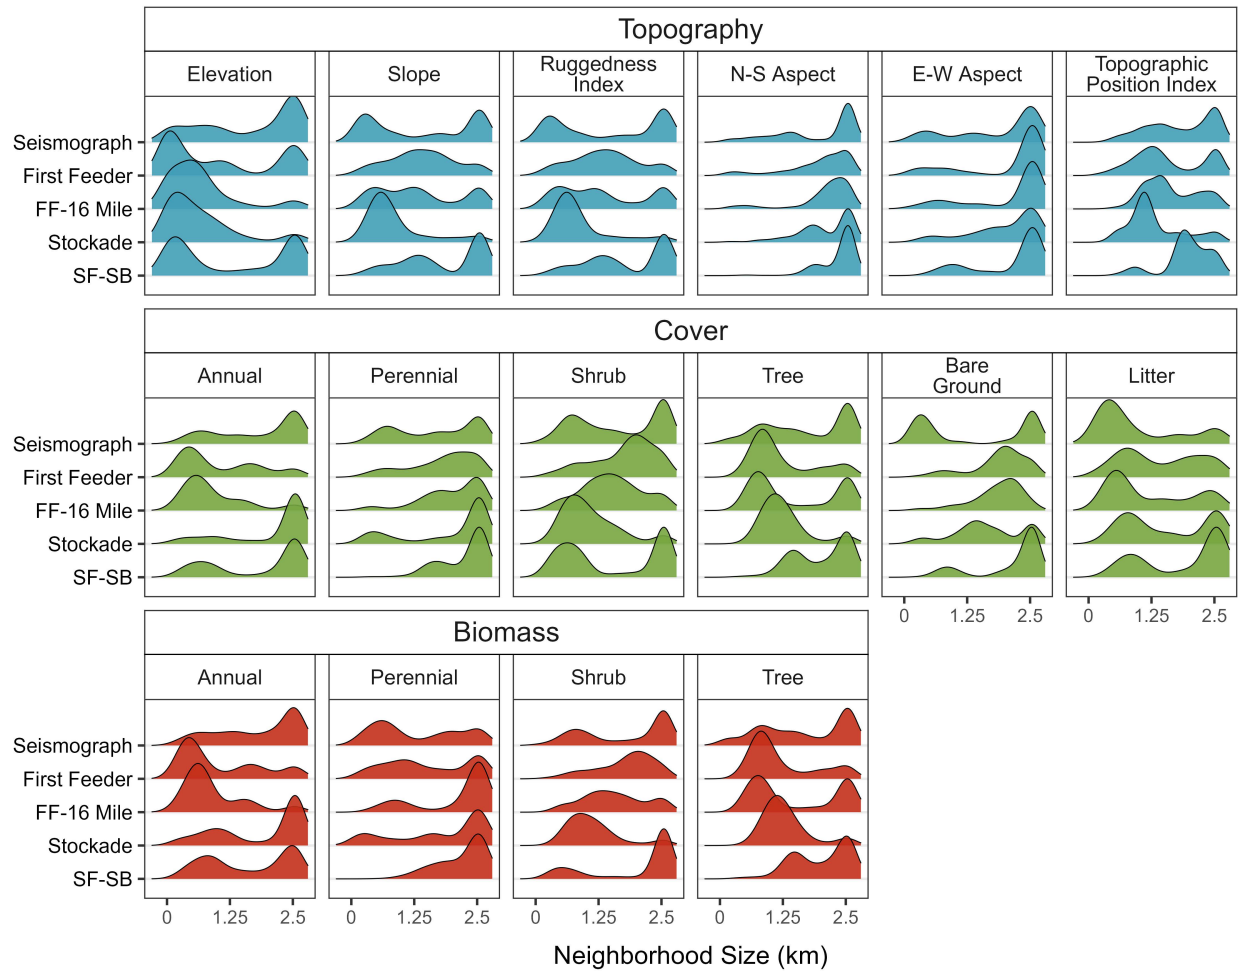 Topography
Elevation
Slope
Ruggedness
Index
N-S Aspect
E-W Aspect
Topographic
Position Index
Seismograph
First Feeder
FF-16 Mile
Stockade
SF-SB
Cover
Annual
Perennial
Shrub
Tree
Bare
Ground
Litter
Seismograph
First Feeder
FF-16 Mile
Stockade
SF-SB
0 1.25 2.5
0 1.25 2.5
Biomass
Annual
Perennial
Shrub
Tree
Seismograph
First Feeder
FF-16 Mile
Stockade
SF-SB
0 1.25 2.5
0 1.25 2.5
0 1.25 2.5
0 1.25 2.5
Neighborhood Size (km)